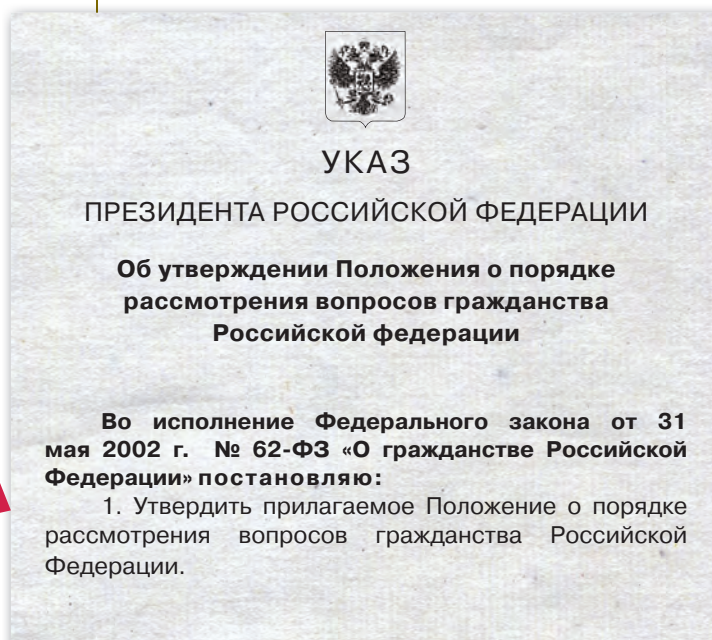 УКАЗ
ПРЕЗИДЕНТА РОССИЙСКОЙ ФЕДЕРАЦИИ
Об утверждении Положения о порядке
рассмотрения вопросов гражданства
Российской федерации
Во исполнение Федерального закона от 31
мая 2002 г. № 62-ФЗ «О гражданстве Российской
Федерации» постановляю:
1. Утвердить прилагаемое Положение о порядке
рассмотрения вопросов гражданства Российской
Федерации.